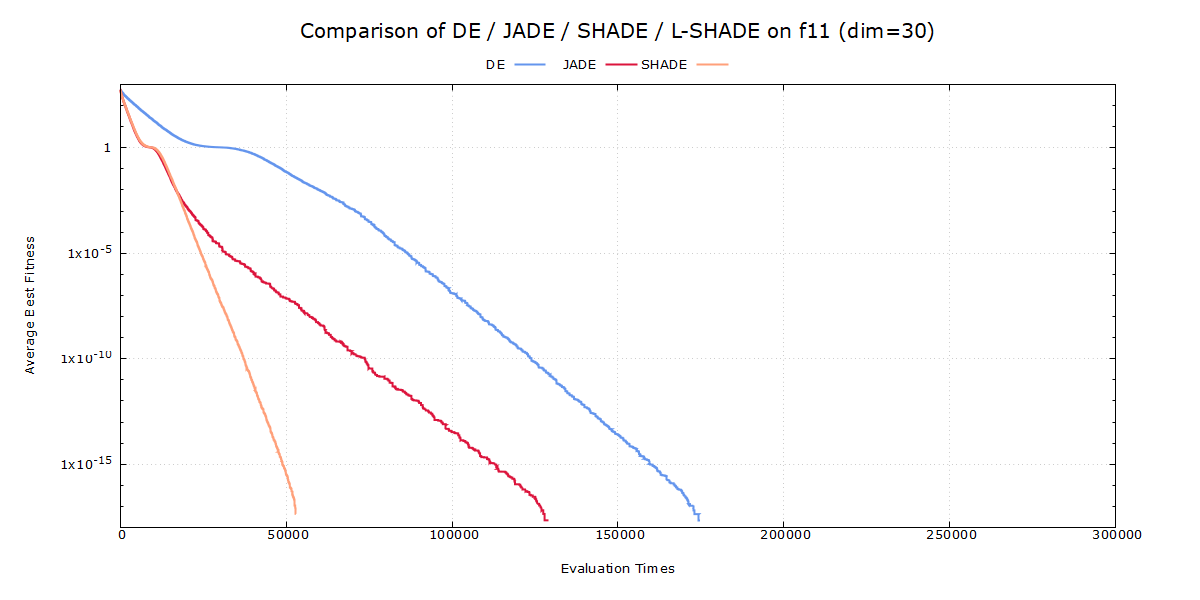 Comparison of DE / JADE / SHADE / L-SHADE on f11 (dim=30)
DE JADE SHADE
Average Best Fitness
1
1x10-5
1x10-10
1x10-15
0 50000 100000 150000 200000 250000 300000
Evaluation Times